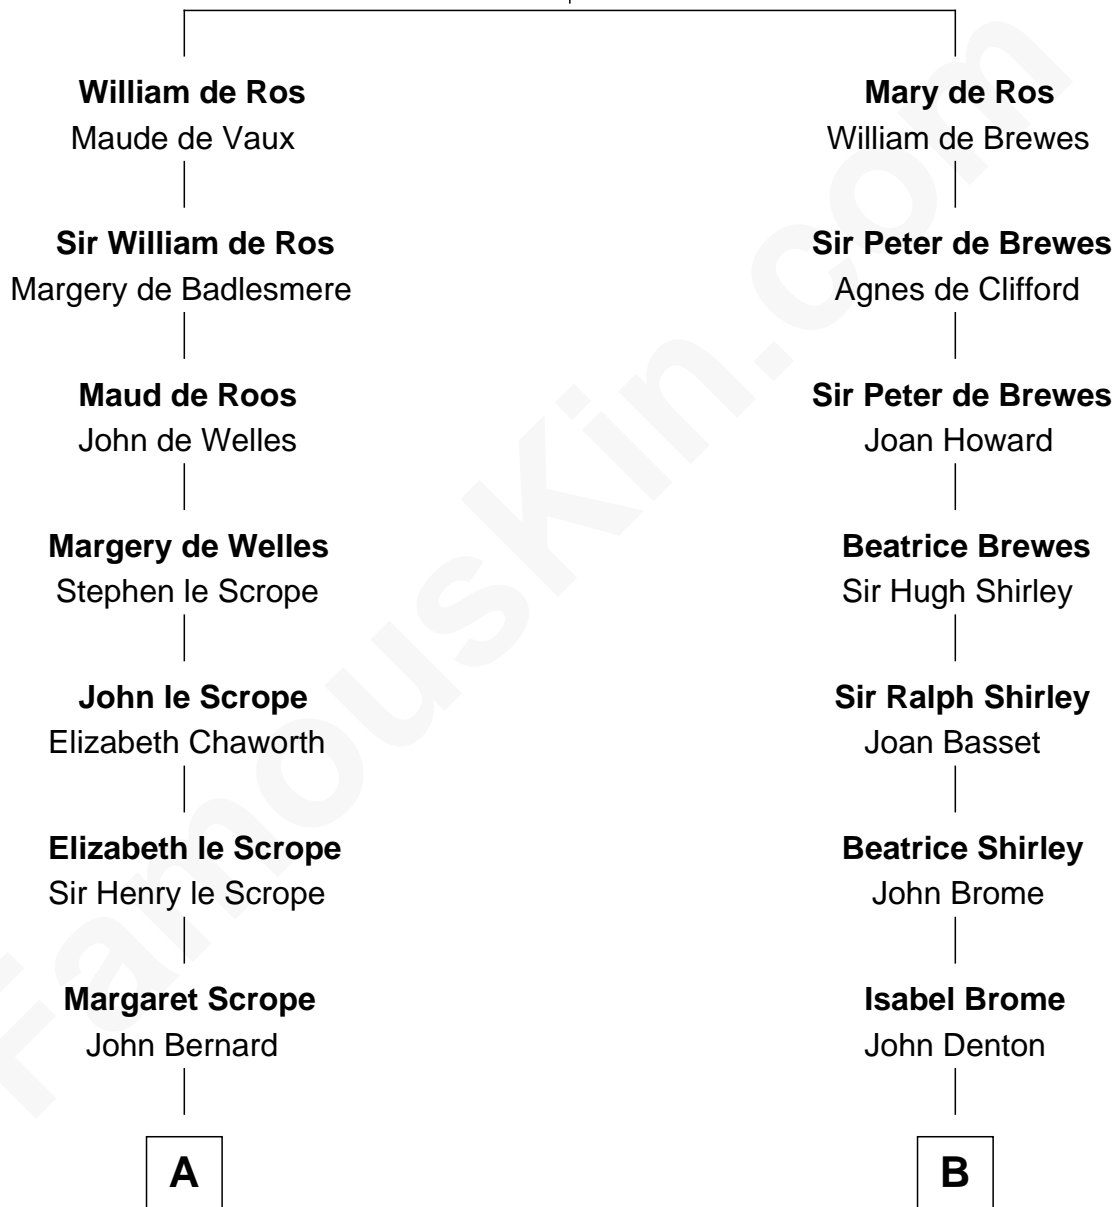 William de Ros
Maude de Vaux
Sir William de Ros
Margery de Badlesmere
Maud de Roos
John de Welles
Margery de Welles
Stephen le Scrope
John le Scrope
Elizabeth Chaworth
Elizabeth le Scrope
Sir Henry le Scrope
Margaret Scrope
John Bernard
A
Mary de Ros
William de Brewes
Sir Peter de Brewes
Agnes de Clifford
Sir Peter de Brewes
Joan Howard
Beatrice Brewes
Sir Hugh Shirley
Sir Ralph Shirley
Joan Basset
Beatrice Shirley
John Brome
Isabel Brome
John Denton
B
FamousKin.com